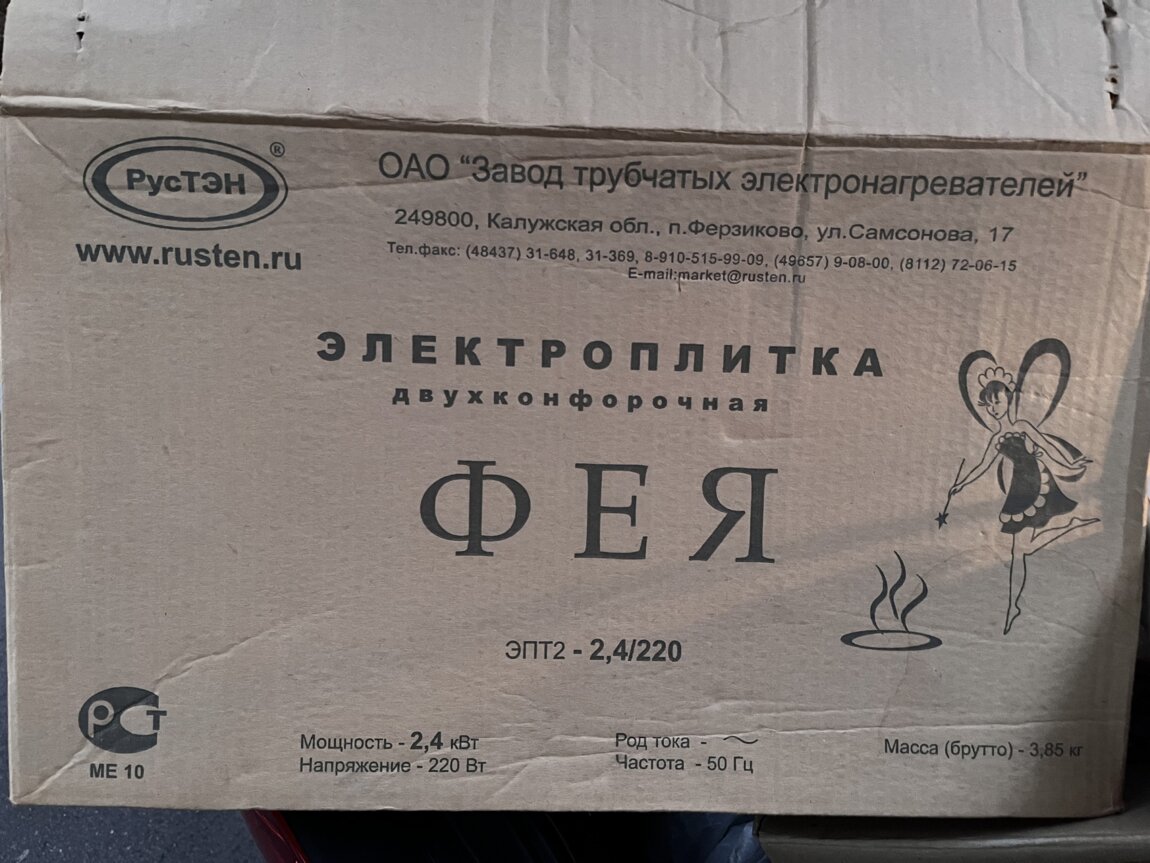 РусТЭН ®
www.rusten.ru
ОАО “Завод трубчатых электронагревателей”
249800, Калужская обл., п.Ферзиково, ул.Самсонова, 17
Тел.факс: (48437) 31-648, 31-369, 8-910-515-99-09, (49657) 9-08-00, (8112) 72-06-15
E-mail:market@rusten.ru
ЭЛЕКТРОПЛИТКА
двухконфорочная
ФЕЯ
ЭПТ2 - 2,4/220
РСТ
МЕ 10
Мощность - 2,4 кВт
Напряжение - 220 Вт
Род тока - ~
Частота - 50 Гц
Масса (брутто) - 3,85 кг